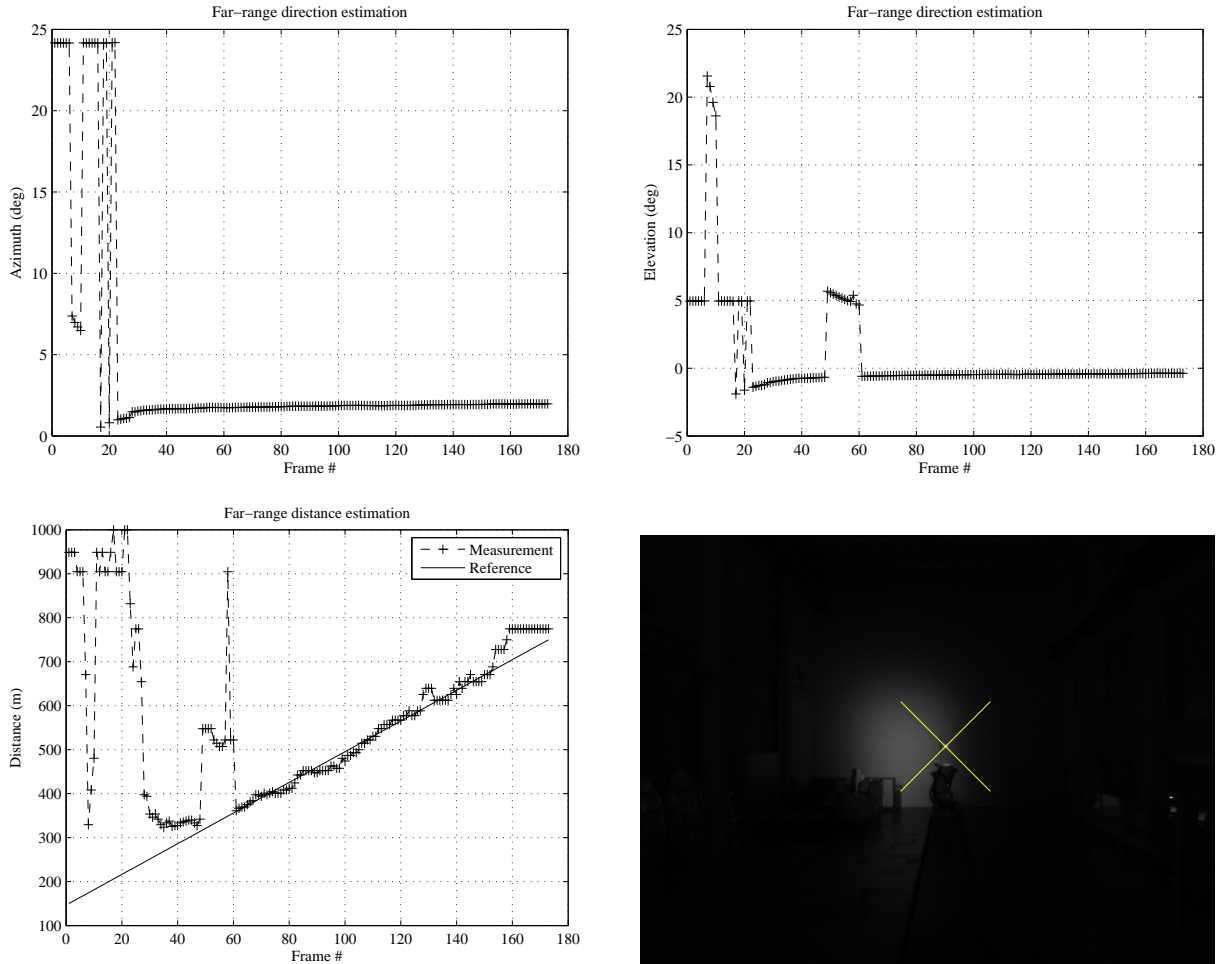 Far−range direction estimation
25
20
15
10
5
0
Azimuth (deg)
0 20 40 60 80 100 120 140 160 180
Frame #
Far−range direction estimation
25
20
15
10
5
0
−5
Elevation (deg)
0 20 40 60 80 100 120 140 160 180
Frame #
Far−range distance estimation
1000
900
800
700
600
500
400
300
200
100
Distance (m)
Measurement
Reference
0 20 40 60 80 100 120 140 160 180
Frame #